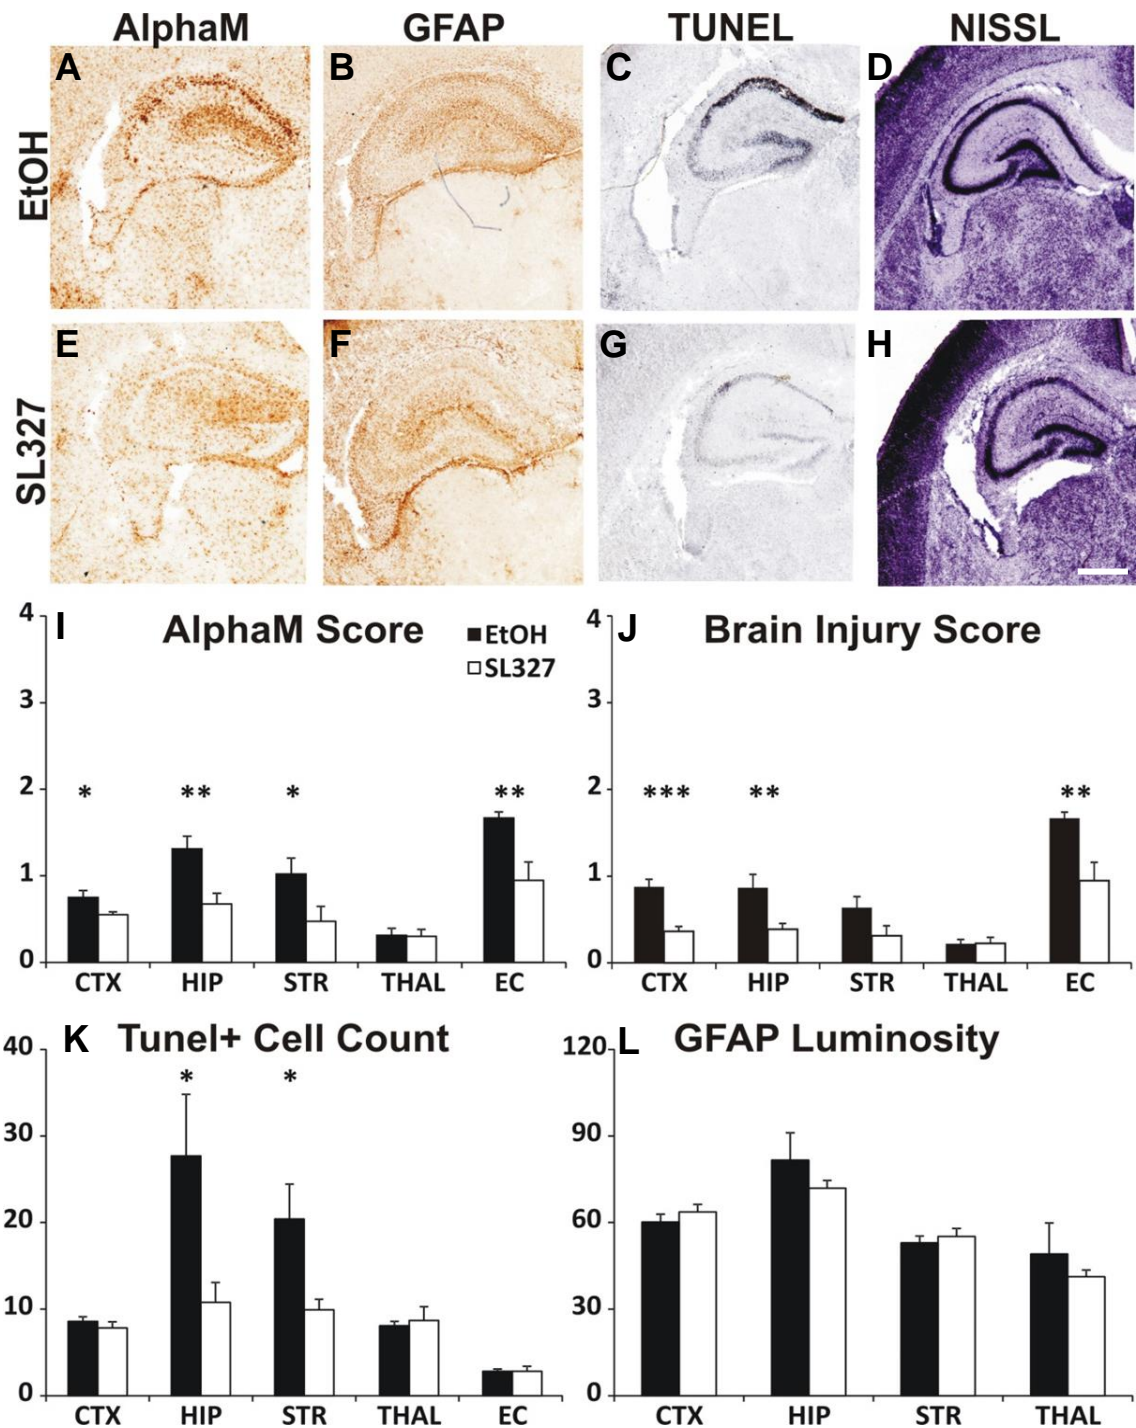 AlphaM GFAP TUNEL NISSL
EtOH
A B C D
SL327
E F G H
I AlphaM Score
■EtOH
□SL327
4
3
2
1
0
* ** * **
CTX HIP STR THAL EC
J Brain Injury Score
4
3
2
1
0
*** ** **
CTX HIP STR THAL EC
K Tunel+ Cell Count
40
30
20
10
0
* *
CTX HIP STR THAL EC
L GFAP Luminosity
120
90
60
30
0
CTX HIP STR THAL